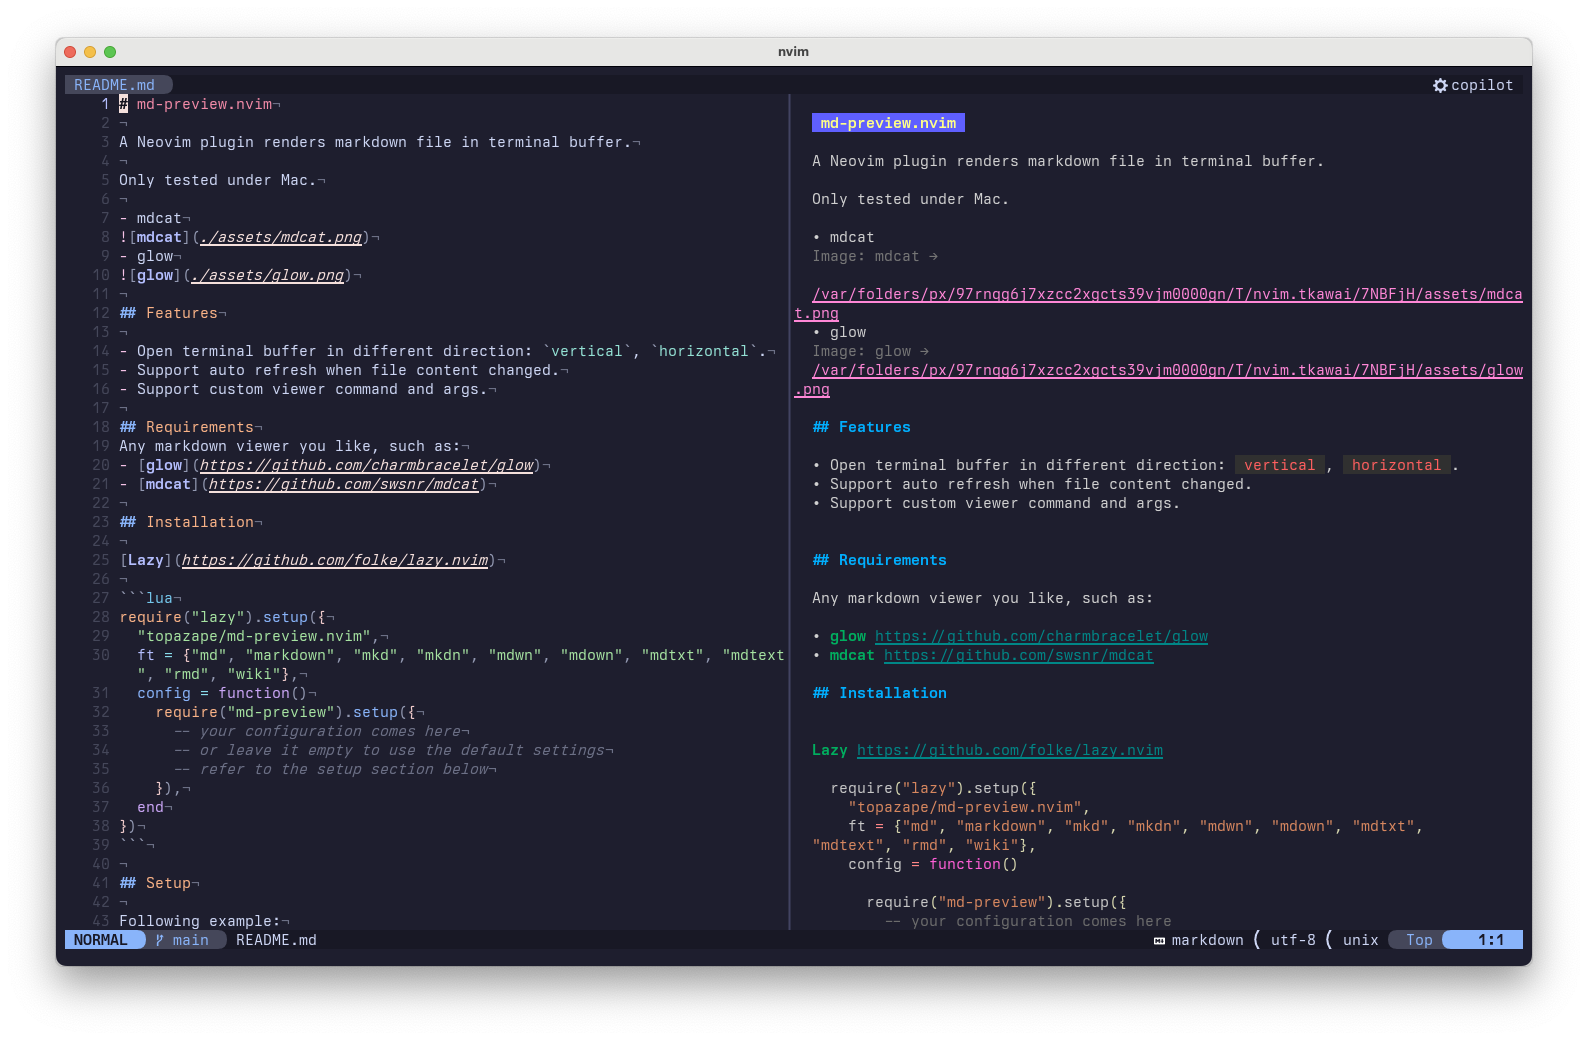 nvim
README.md
copilot
1 # md-preview.nvim¬
2 ¬
3 A Neovim plugin renders markdown file in terminal buffer.¬
4 ¬
5 Only tested under Mac.¬
6 ¬
7 - mdcat¬
8 ![mdcat](./assets/mdcat.png)¬
9 - glow¬
10 ![glow](./assets/glow.png)¬
11 ¬
12 ## Features¬
13 ¬
14 - Open terminal buffer in different direction: `vertical`, `horizontal`.¬
15 - Support auto refresh when file content changed.¬
16 - Support custom viewer command and args.¬
17 ¬
18 ## Requirements¬
19 Any markdown viewer you like, such as:¬
20 - [glow](https://github.com/charmbracelet/glow)¬
21 - [mdcat](https://github.com/swsnr/mdcat)¬
22 ¬
23 ## Installation¬
24 ¬
25 [Lazy](https://github.com/folke/lazy.nvim)¬
26 ¬
27 ```lua¬
28 require("lazy").setup({¬
29   "topazape/md-preview.nvim",¬
30   ft = {"md", "markdown", "mkd", "mkdn", "mdwn", "mdown", "mdtxt", "mdtext
", "rmd", "wiki"},¬
31   config = function()¬
32     require("md-preview").setup({¬
33       -- your configuration comes here¬
34       -- or leave it empty to use the default settings¬
35       -- refer to the setup section below¬
36     }),¬
37   end¬
38 })¬
39 ```¬
40 ¬
41 ## Setup¬
42 ¬
43 Following example:¬
md-preview.nvim
A Neovim plugin renders markdown file in terminal buffer.
Only tested under Mac.
• mdcat
Image: mdcat →
/var/folders/px/97rnqg6j7xzcc2xgcts39vjm0000gn/T/nvim.tkawai/7NBFjH/assets/mdca
t.png
• glow
Image: glow →
/var/folders/px/97rnqg6j7xzcc2xgcts39vjm0000gn/T/nvim.tkawai/7NBFjH/assets/glow
.png
## Features
• Open terminal buffer in different direction: vertical , horizontal .
• Support auto refresh when file content changed.
• Support custom viewer command and args.
## Requirements
Any markdown viewer you like, such as:
• glow https://github.com/charmbracelet/glow
• mdcat https://github.com/swsnr/mdcat
## Installation
Lazy https://github.com/folke/lazy.nvim
require("lazy").setup({
"topazape/md-preview.nvim",
ft = {"md", "markdown", "mkd", "mkdn", "mdwn", "mdown", "mdtxt",
"mdtext", "rmd", "wiki"},
config = function()
require("md-preview").setup({
-- your configuration comes here
NORMAL main README.md markdown ( utf-8 ( unix Top 1:1